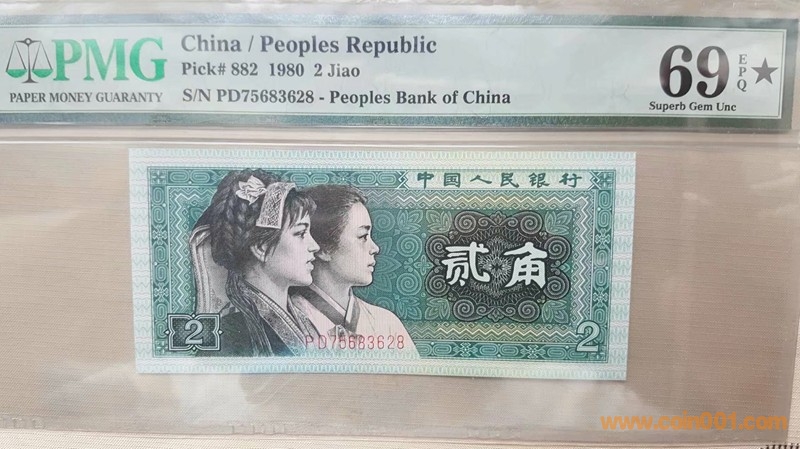 PMG
PAPER MONEY GUARANTY
China / Peoples Republic
Pick# 882 1980 2 Jiao
S/N PD75683628 - Peoples Bank of China
69 EPQ ★
Superb Gem Unc
中国人民银行
贰角
2
PD75683628
2
www.coin001.com